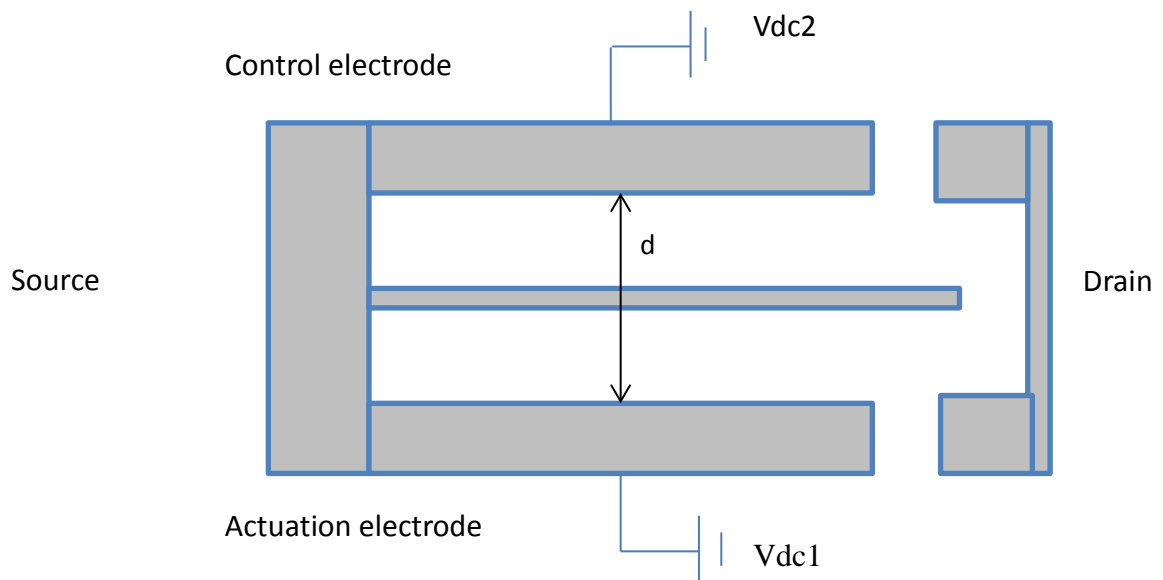 Vdc2
Control electrode
d
Source
Drain
Actuation electrode
Vdc1